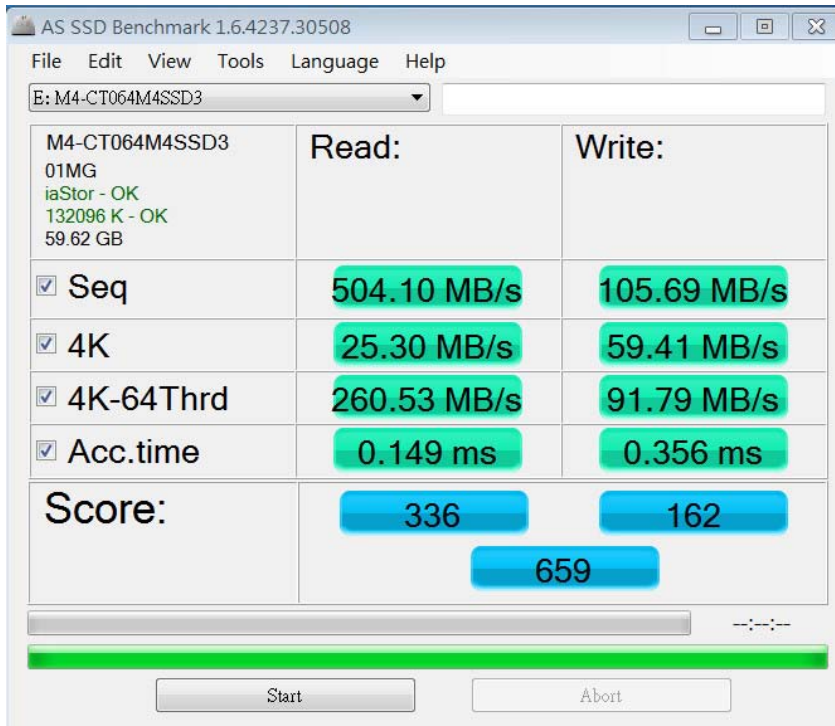 AS SSD Benchmark 1.6.4237.30508
File Edit View Tools Language Help
E: M4-CT064M4SSD3
M4-CT064M4SSD3
01MG
iaStor - OK
132096 K - OK
59.62 GB
Read: Write:
Seq 504.10 MB/s 105.69 MB/s
4K 25.30 MB/s 59.41 MB/s
4K-64Thrd 260.53 MB/s 91.79 MB/s
Acc.time 0.149 ms 0.356 ms
Score: 336 162
659
--:--:--
Start Abort